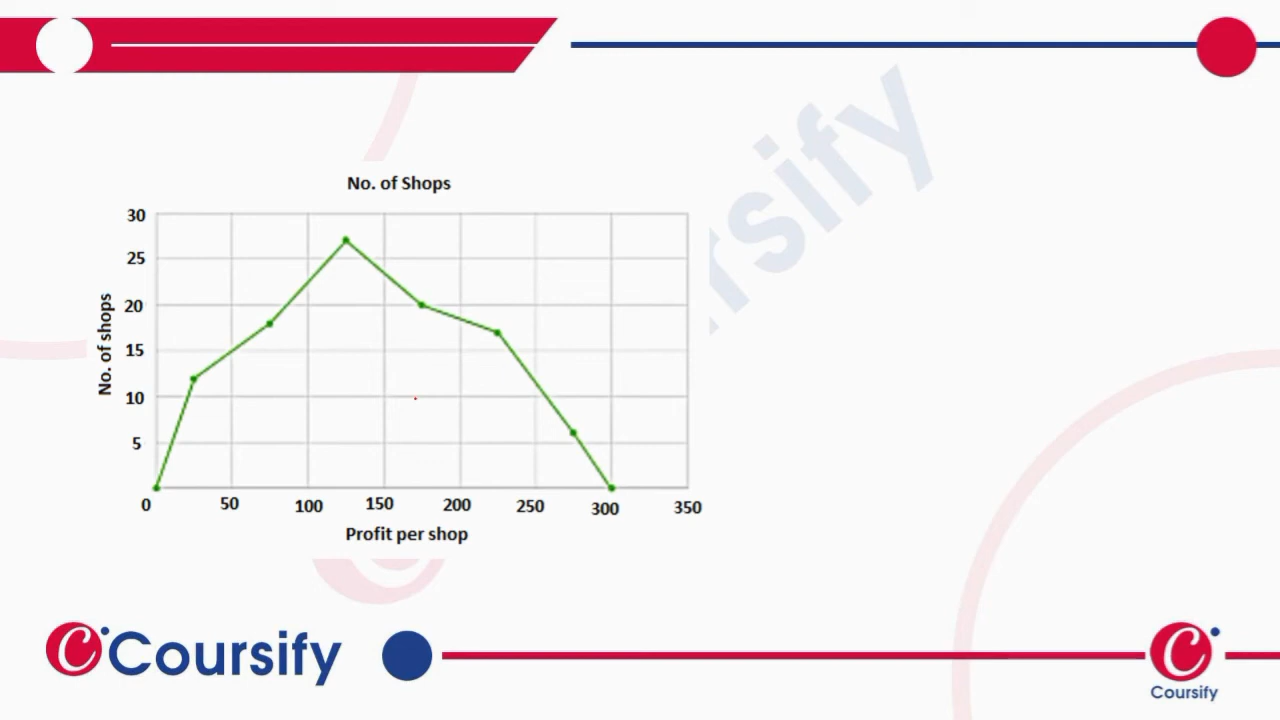 No. of Shops
30
25
20
15
10
5
No. of shops
0 50 100 150 200 250 300 350
Profit per shop
Coursify
Coursify